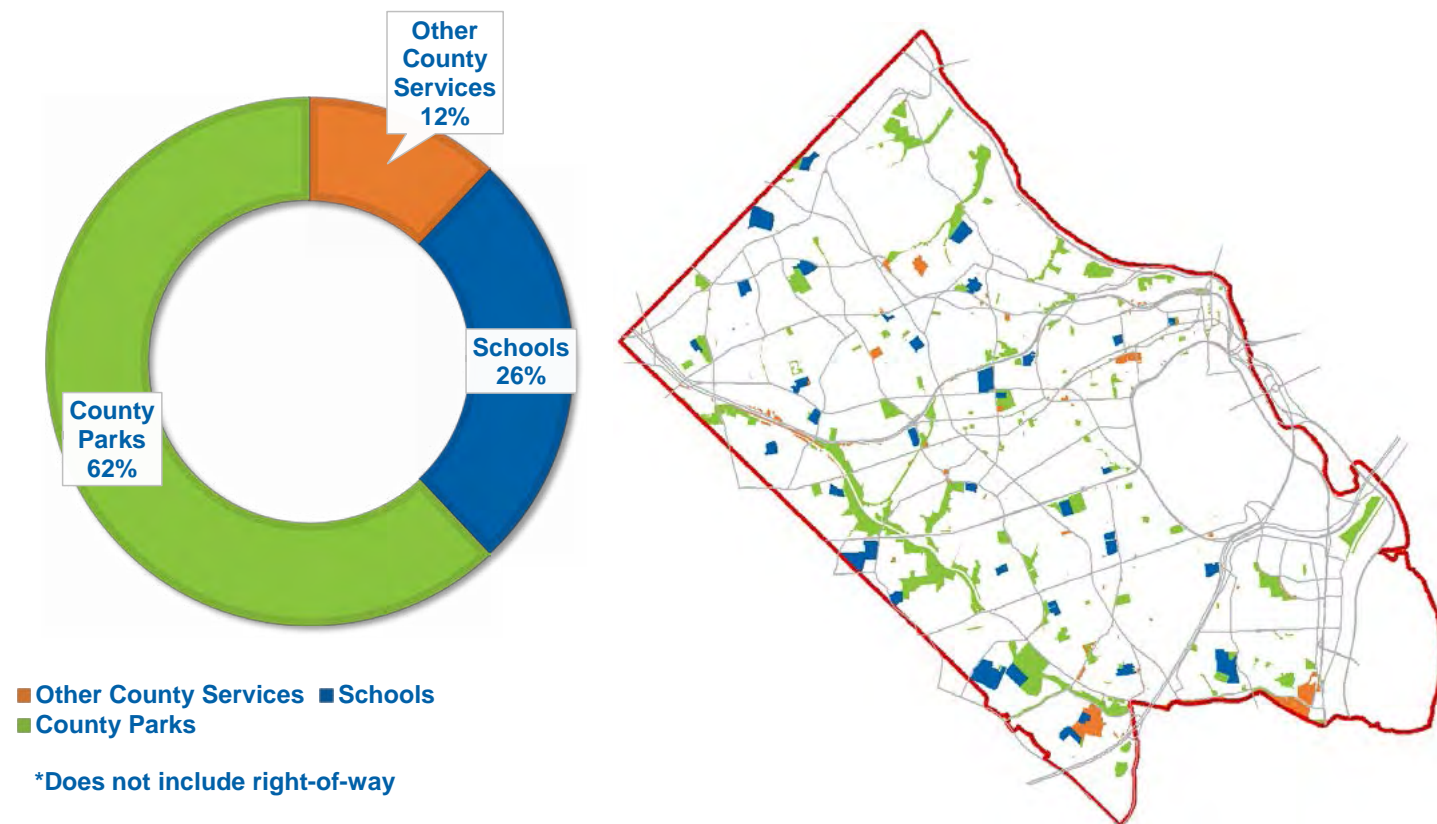 Other
County
Services
12%
Schools
26%
County
Parks
62%
Other County Services Schools
County Parks
*Does not include right-of-way